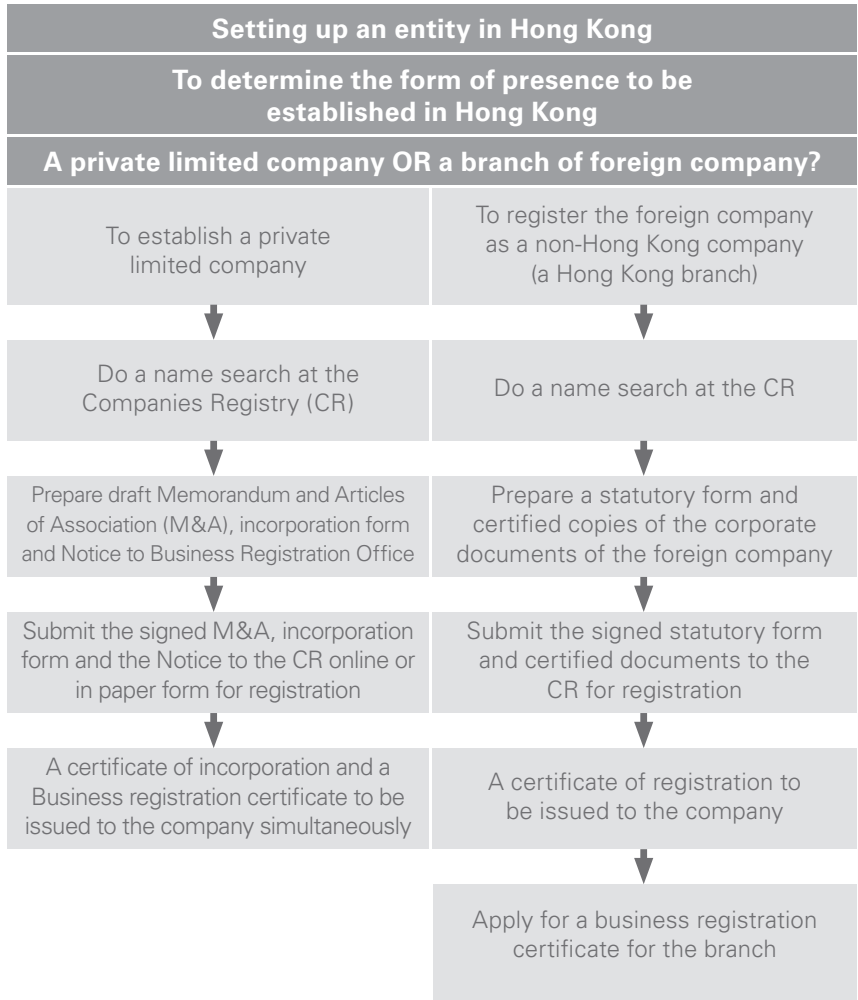 Setting up an entity in Hong Kong
To determine the form of presence to be
established in Hong Kong
A private limited company OR a branch of foreign company?
To establish a private
limited company
Do a name search at the
Companies Registry (CR)
Prepare draft Memorandum and Articles
of Association (M&A), incorporation form
and Notice to Business Registration Office
Submit the signed M&A, incorporation
form and the Notice to the CR online or
in paper form for registration
A certificate of incorporation and a
Business registration certificate to be
issued to the company simultaneously
To register the foreign company
as a non-Hong Kong company
(a Hong Kong branch)
Do a name search at the CR
Prepare a statutory form and
certified copies of the corporate
documents of the foreign company
Submit the signed statutory form
and certified documents to the
CR for registration
A certificate of registration to
be issued to the company
Apply for a business registration
certificate for the branch